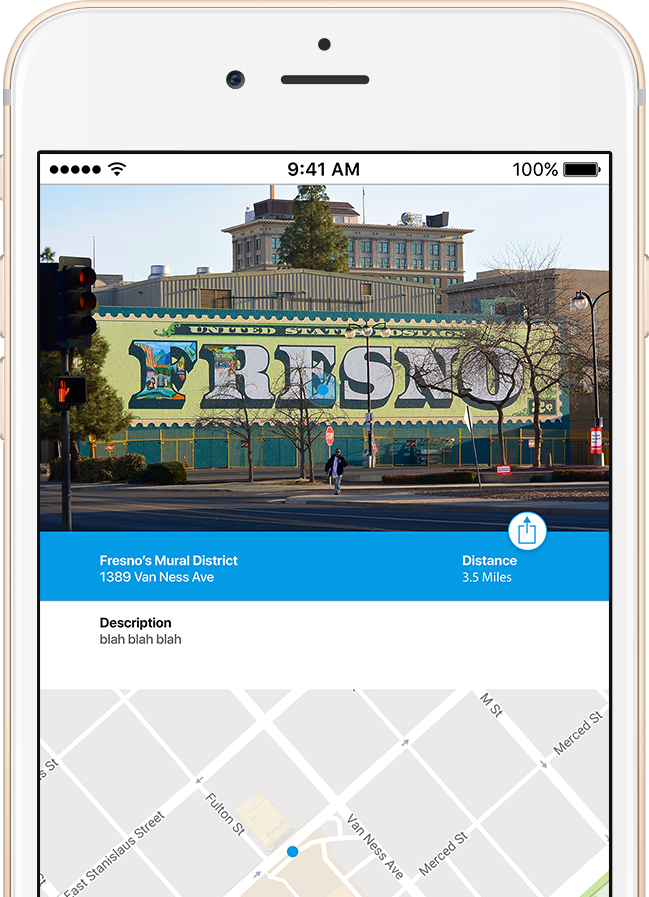 9:41 AM
100%
UNITED STATES POSTAGE
FRESNO
Fresno's Mural District
1389 Van Ness Ave
Distance
3.5 Miles
Description
blah blah blah
M St
Merced St
Fulton St
Van Ness Ave
Merced St
East Stanislaus Street